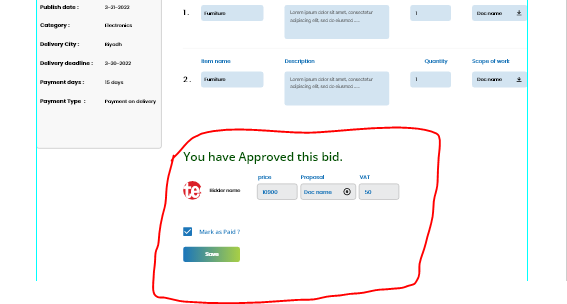 Publish date : 3-31-2022
Category : Electronics
Delivery City : Riyadh
Delivery deadline : 3-30-2022
Payment days : 15 days
Payment Type : Payment on delivery
1. Furniture Lorem ipsum dolor sit amet, consectetur 1 Doc name
adipiscing elit. sed do eiusmod .....
Item name Description Quantity Scope of work
2. Furniture Lorem ipsum dolor sit amet, consectetur 1 Doc name
adipiscing elit. sed do eiusmod .....
You have Approved this bid.
price Proposal VAT
Bidder name 10900 Doc name 50
Mark as Paid ?
Save